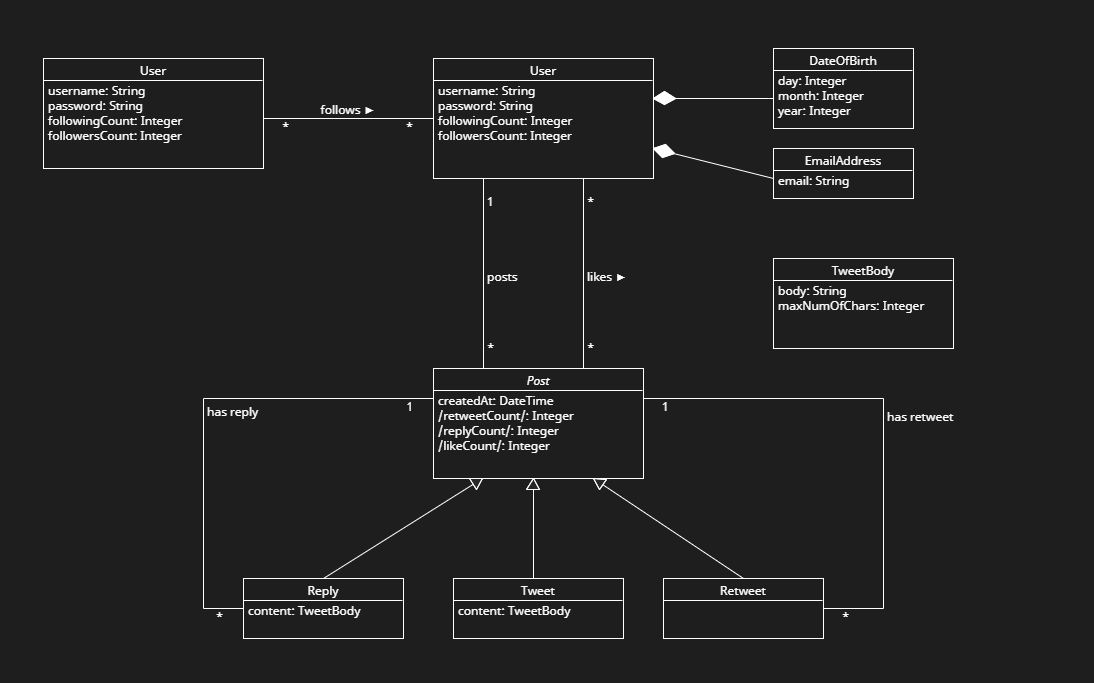 User
username: String
password: String
followingCount: Integer
followersCount: Integer
follows ►
*
*
User
username: String
password: String
followingCount: Integer
followersCount: Integer
DateOfBirth
day: Integer
month: Integer
year: Integer
EmailAddress
email: String
1
*
posts
likes ►
*
*
TweetBody
body: String
maxNumOfChars: Integer
Post
createdAt: DateTime
/retweetCount/: Integer
/replyCount/: Integer
/likeCount/: Integer
has reply
1
1
has retweet
Reply
content: TweetBody
*
Tweet
content: TweetBody
Retweet
*